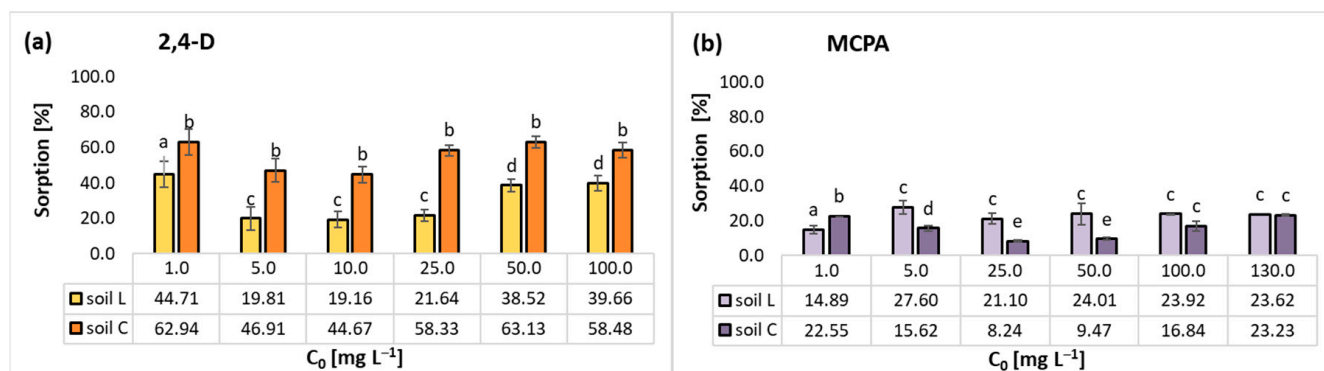 (a) 2,4-D
Sorption [%]
100.0
80.0
60.0
40.0
20.0
0.0
a b c b c b c b d b d b
1.0 5.0 10.0 25.0 50.0 100.0
soil L 44.71 19.81 19.16 21.64 38.52 39.66
soil C 62.94 46.91 44.67 58.33 63.13 58.48
C0 [mg L−1]
(b) MCPA
Sorption [%]
100.0
80.0
60.0
40.0
20.0
0.0
a b c d c e c e c c c c
1.0 5.0 25.0 50.0 100.0 130.0
soil L 14.89 27.60 21.10 24.01 23.92 23.62
soil C 22.55 15.62 8.24 9.47 16.84 23.23
C0 [mg L−1]